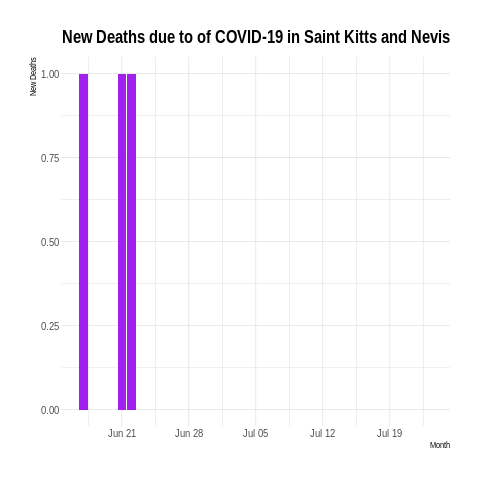 New Deaths due to of COVID-19 in Saint Kitts and Nevis
New Deaths
1.00
0.75
0.50
0.25
0.00
Jun 21 Jun 28 Jul 05 Jul 12 Jul 19
Month